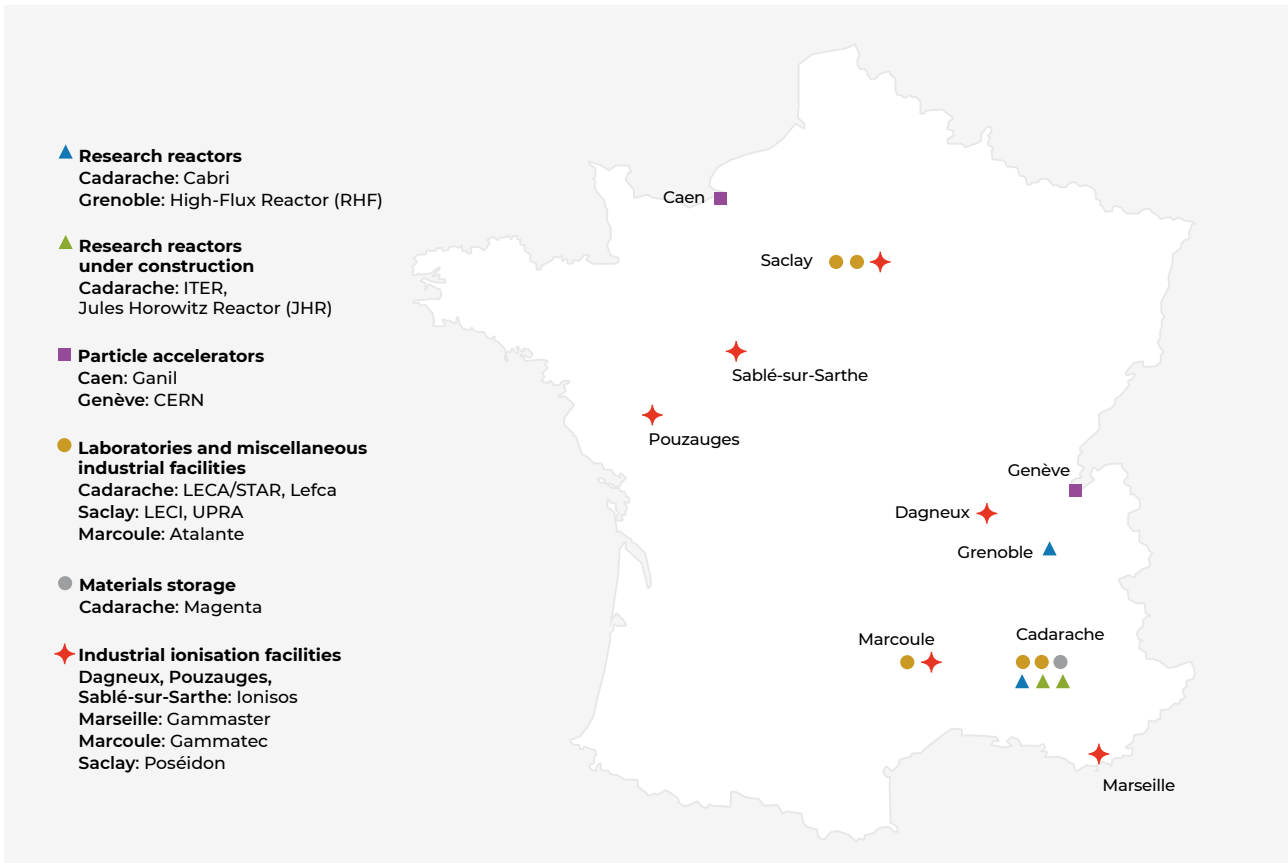 Research reactors
Cadarache: Cabri
Grenoble: High-Flux Reactor (RHF)
Research reactors
under construction
Cadarache: ITER,
Jules Horowitz Reactor (JHR)
Particle accelerators
Caen: Ganil
Genève: CERN
Laboratories and miscellaneous
industrial facilities
Cadarache: LECA/STAR, Lefca
Saclay: LECI, UPRA
Marcoule: Atalante
Materials storage
Cadarache: Magenta
Industrial ionisation facilities
Dagneux, Pouzauges,
Sablé-sur-Sarthe: Ionisos
Marseille: Gammaster
Marcoule: Gammatec
Saclay: Poséidon
Caen
Saclay
Sablé-sur-Sarthe
Pouzauges
Genève
Dagneux
Grenoble
Marcoule
Cadarache
Marseille